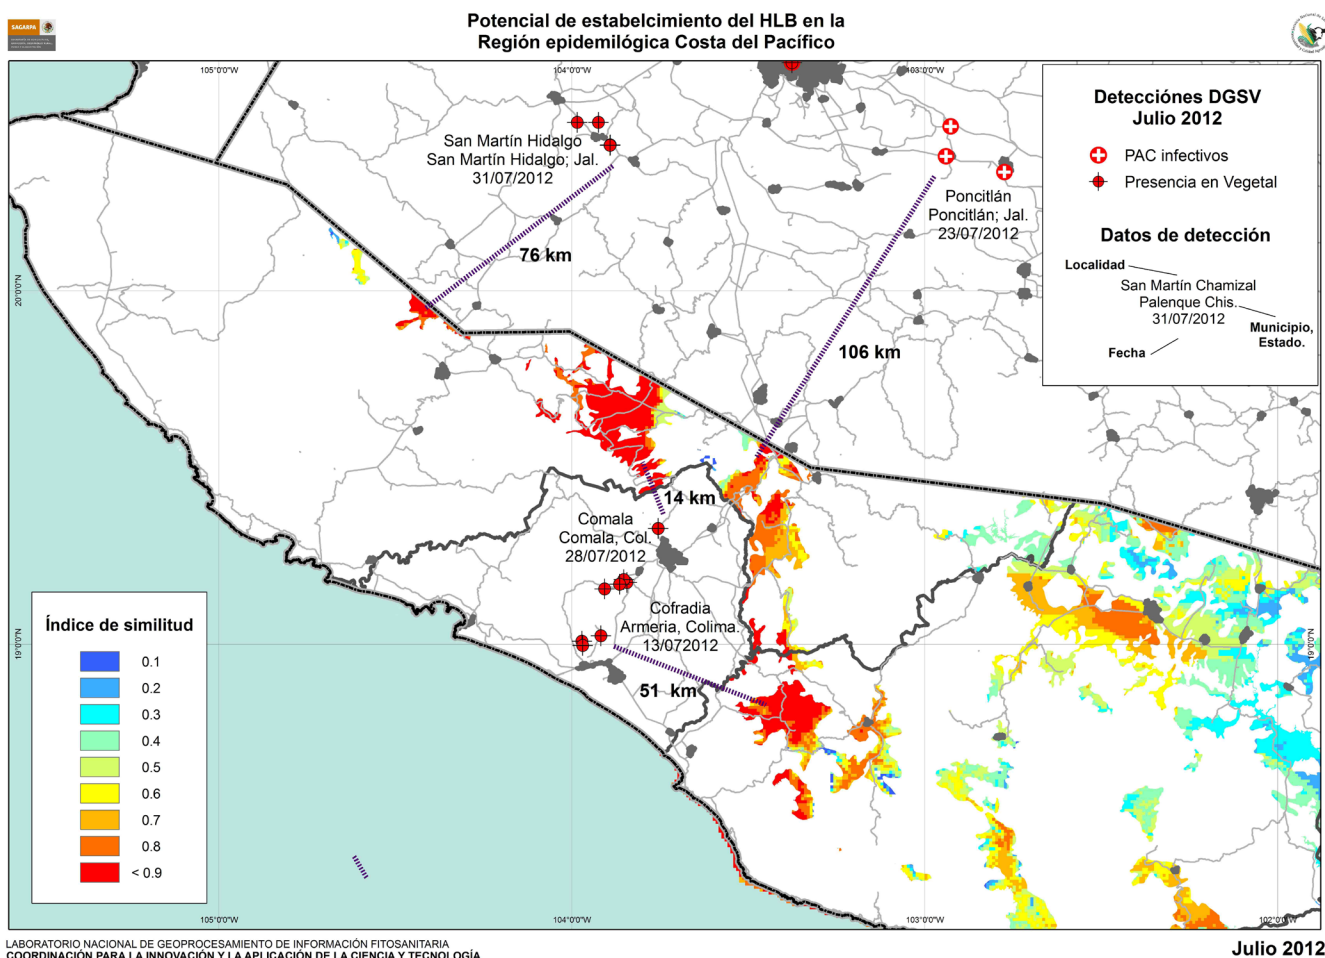 Potencial de estabelcimiento del HLB en la
Región epidemilógica Costa del Pacífico
SAGARPA
105°0'0"W
104°0'0"W
103°0'0"W
Detecciónes DGSV
Julio 2012
PAC infectivos
Presencia en Vegetal
Datos de detección
Localidad
San Martín Chamizal
Palenque Chis.
31/07/2012
Municipio,
Estado.
Fecha
San Martín Hidalgo
San Martín Hidalgo; Jal.
31/07/2012
Poncitlán
Poncitlán; Jal.
23/07/2012
76 km
20°0'0"N
106 km
14 km
Comala
Comala, Col.
28/07/2012
Cofradia
Armeria, Colima.
13/072012
51 km
19°0'0"N
19°0'0"N
Índice de similitud
0.1
0.2
0.3
0.4
0.5
0.6
0.7
0.8
< 0.9
105°0'0"W
104°0'0"W
103°0'0"W
102°0'0"W
LABORATORIO NACIONAL DE GEOPROCESAMIENTO DE INFORMACIÓN FITOSANITARIA
COORDINACIÓN PARA LA INNOVACIÓN Y LA APLICACIÓN DE LA CIENCIA Y TECNOLOGÍA
Julio 2012